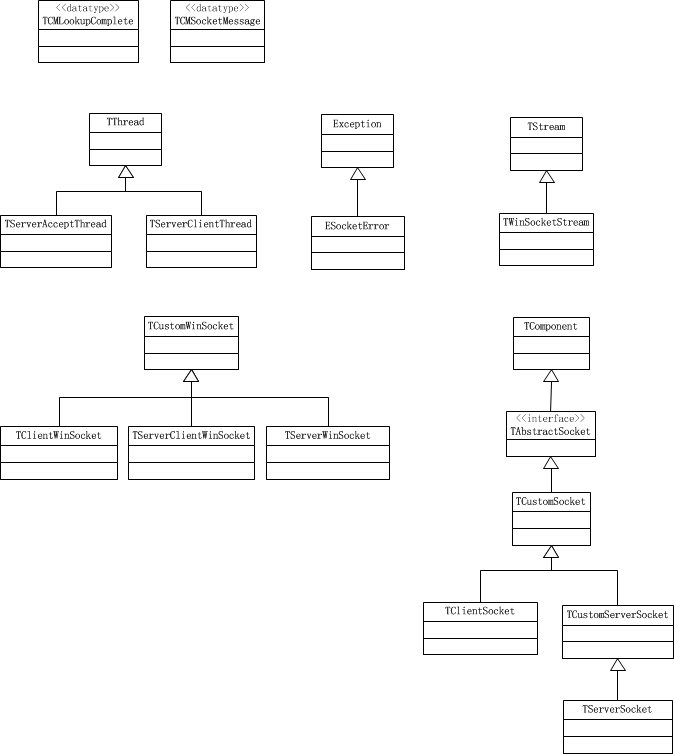 <<datatype>>
TCMLookupComplete
<<datatype>>
TCMSocketMessage
TThread
Exception
TStream
TServerAcceptThread
TServerClientThread
ESocketError
TWinSocketStream
TCustomWinSocket
TComponent
TClientWinSocket
TServerClientWinSocket
TServerWinSocket
<<interface>>
TAbstractSocket
TCustomSocket
TClientSocket
TCustomServerSocket
TServerSocket